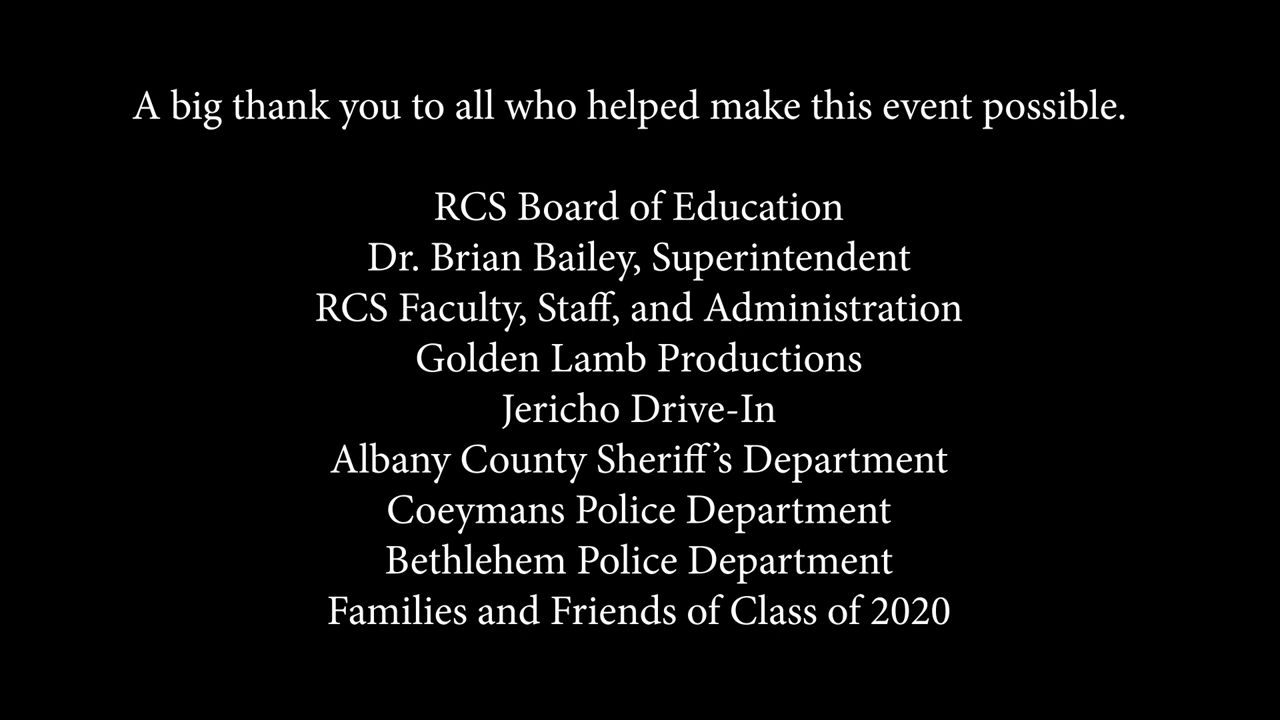 A big thank you to all who helped make this event possible.
RCS Board of Education
Dr. Brian Bailey, Superintendent
RCS Faculty, Staff, and Administration
Golden Lamb Productions
Jericho Drive-In
Albany County Sheriff’s Department
Coeymans Police Department
Bethlehem Police Department
Families and Friends of Class of 2020